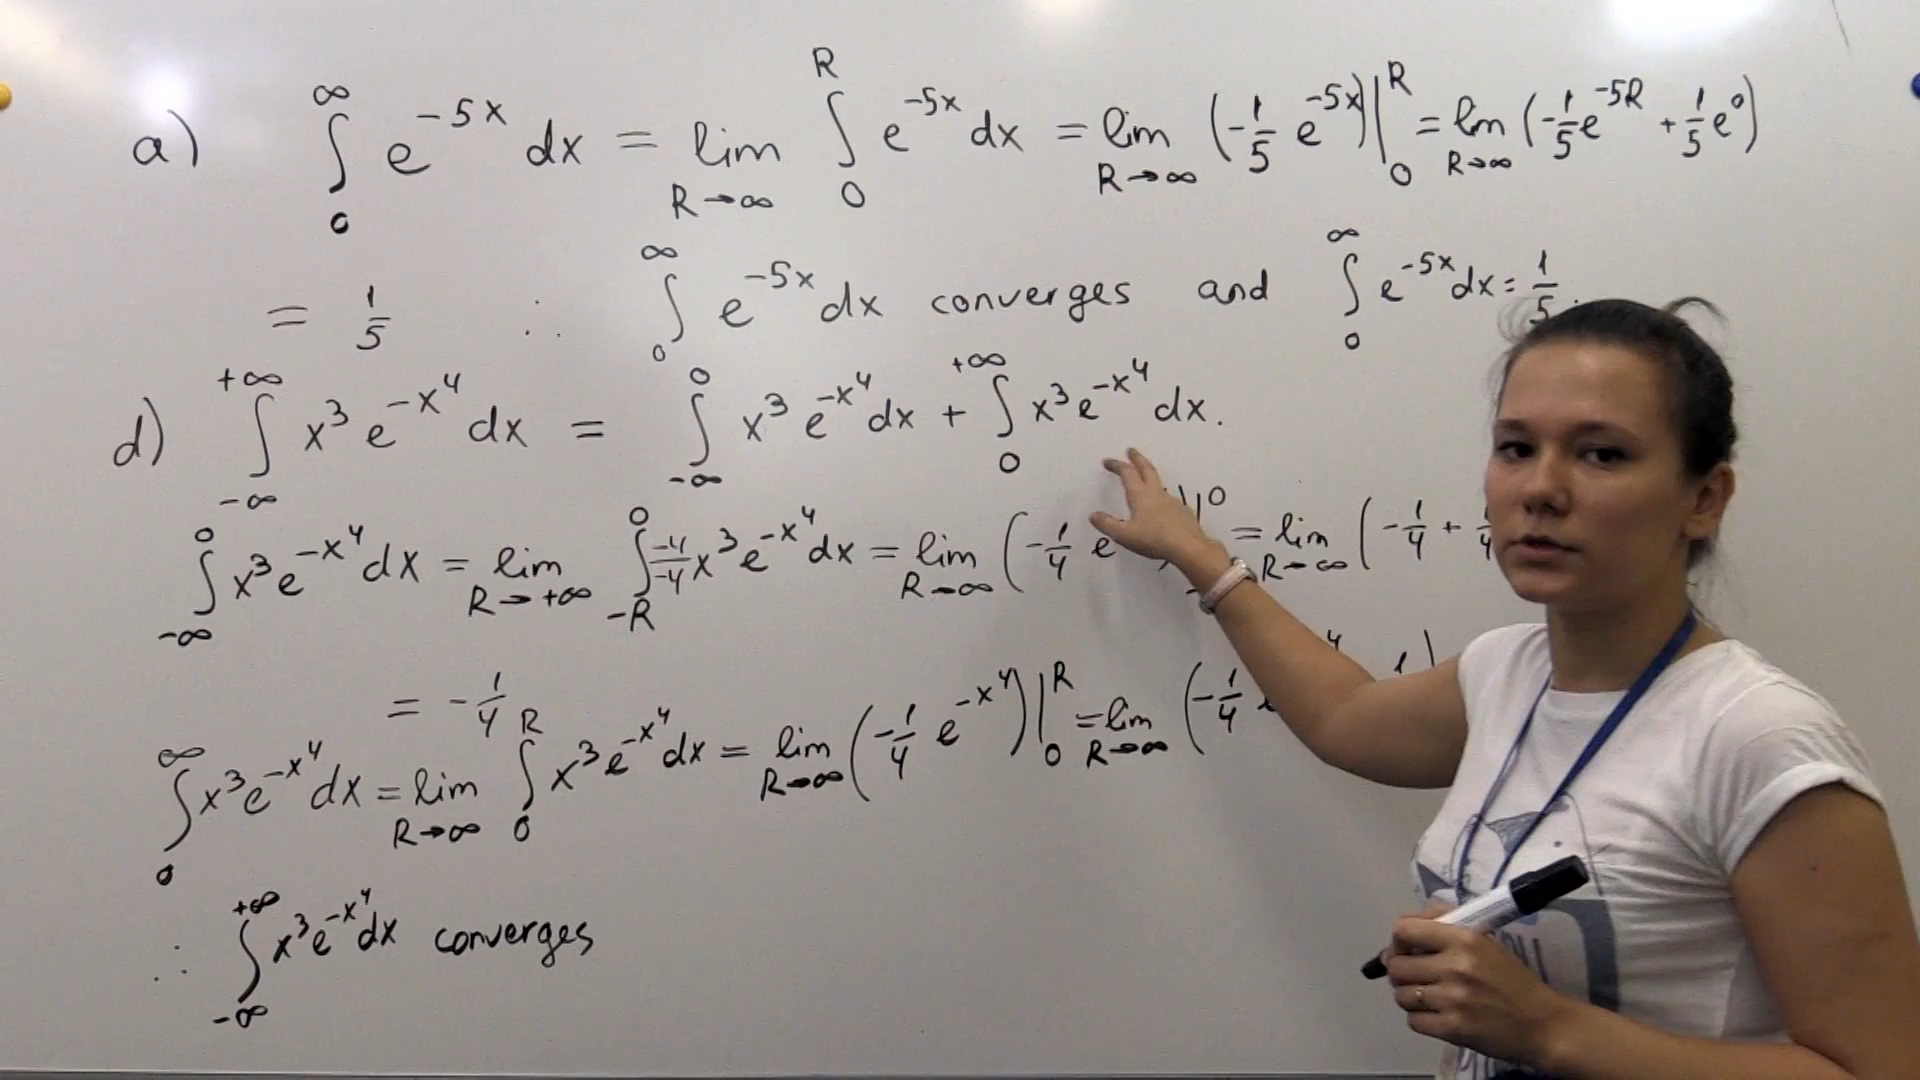 a) ∫₀^∞ e^{-5x} dx = lim_{R→∞} ∫₀^R e^{-5x} dx = lim_{R→∞} (-1/5 e^{-5x})|₀^R = lim_{R→∞} (-1/5 e^{-5R} + 1/5 e⁰)
= 1/5 ∴ ∫₀^∞ e^{-5x} dx converges and ∫₀^∞ e^{-5x} dx = 1/5.
d) ∫_{-∞}^{+∞} x³ e^{-x⁴} dx = ∫_{-∞}^0 x³ e^{-x⁴} dx + ∫₀^{+∞} x³ e^{-x⁴} dx.
∫_{-∞}^0 x³ e^{-x⁴} dx = lim_{R→+∞} ∫_{-R}^0 -4/-4 x³ e^{-x⁴} dx = lim_{R→∞} (-1/4 e )|^0 = lim_{R→∞} (-1/4 +
= -1/4
∫₀^∞ x³ e^{-x⁴} dx = lim_{R→∞} ∫₀^R x³ e^{-x⁴} dx = lim_{R→∞} (-1/4 e^{-x⁴})|₀^R = lim_{R→∞} (-1/4
∴ ∫_{-∞}^{+∞} x³ e^{-x⁴} dx converges